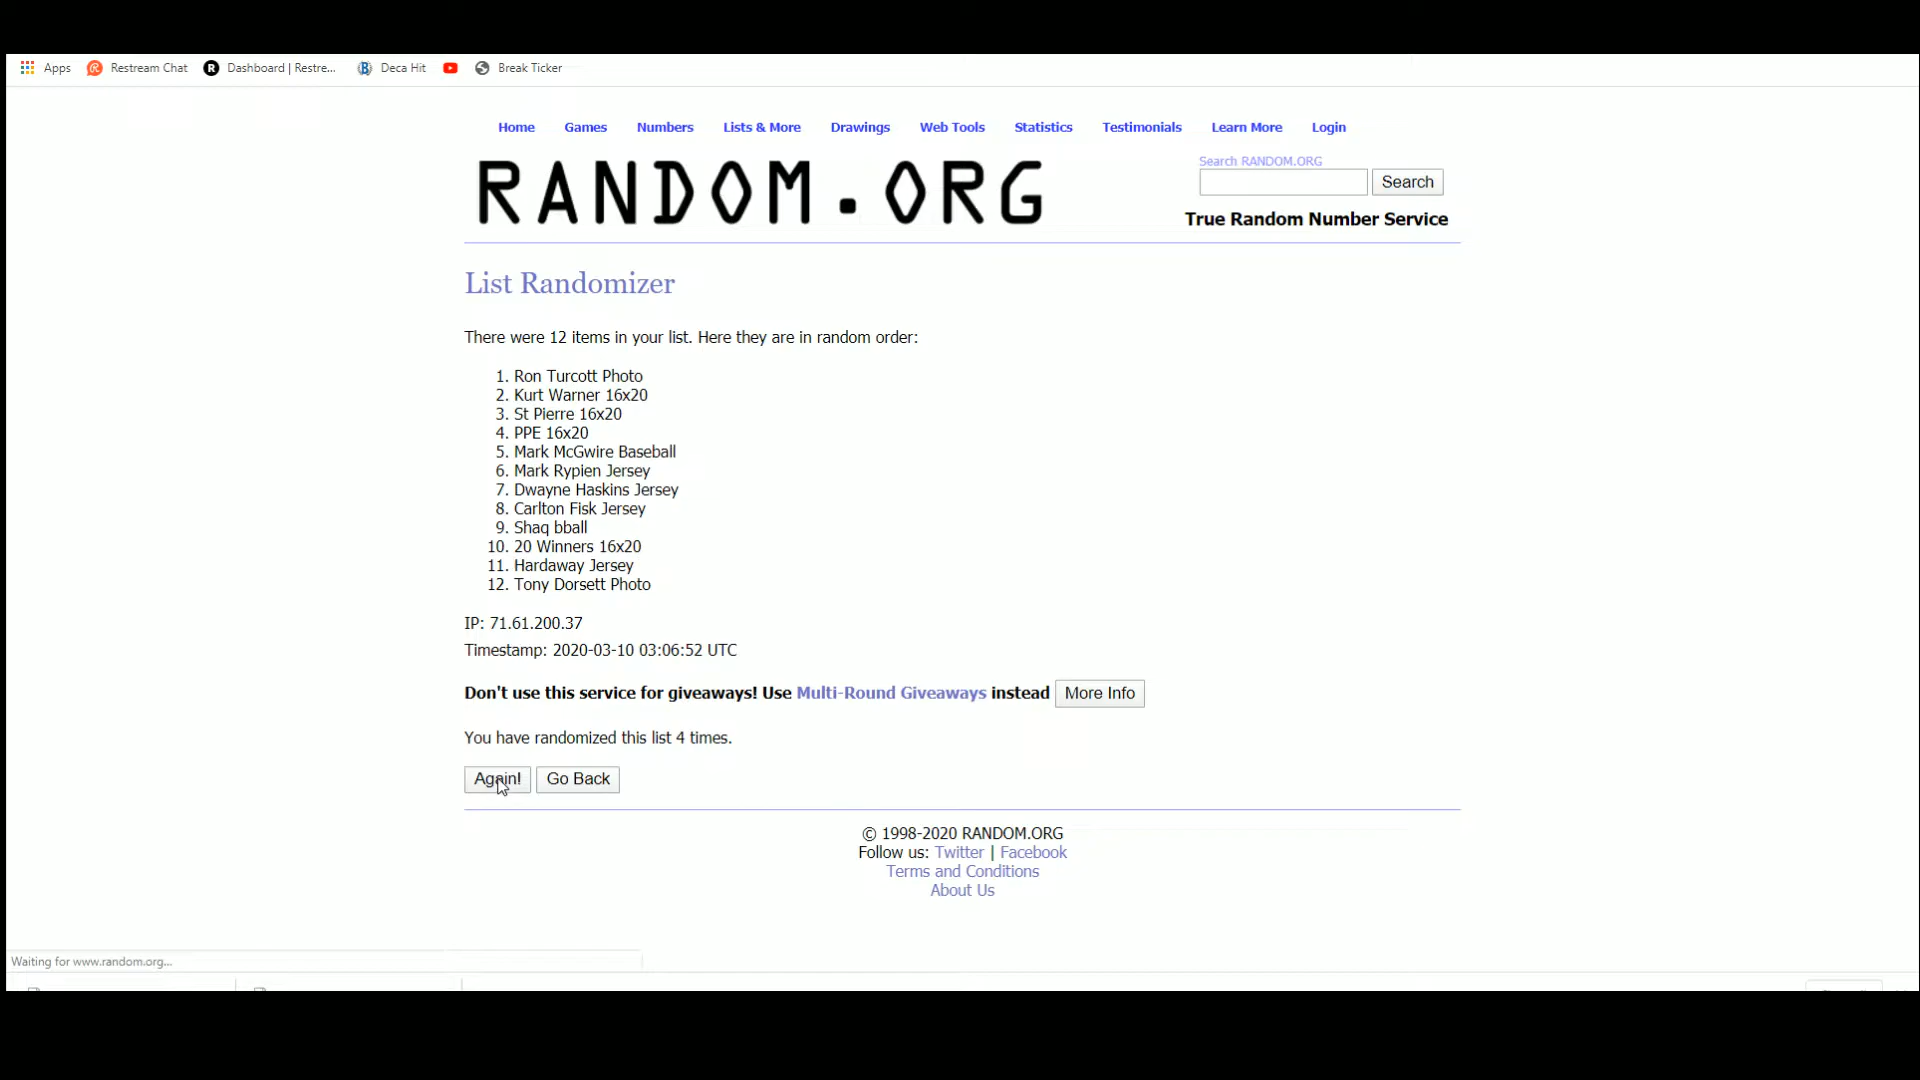 Apps Restream Chat Dashboard | Restre... Deca Hit Break Ticker
Home Games Numbers Lists & More Drawings Web Tools Statistics Testimonials Learn More Login
RANDOM.ORG
Search RANDOM.ORG
Search
True Random Number Service
List Randomizer
There were 12 items in your list. Here they are in random order:
1. Ron Turcott Photo
2. Kurt Warner 16x20
3. St Pierre 16x20
4. PPE 16x20
5. Mark McGwire Baseball
6. Mark Rypien Jersey
7. Dwayne Haskins Jersey
8. Carlton Fisk Jersey
9. Shaq bball
10. 20 Winners 16x20
11. Hardaway Jersey
12. Tony Dorsett Photo
IP: 71.61.200.37
Timestamp: 2020-03-10 03:06:52 UTC
Don't use this service for giveaways! Use Multi-Round Giveaways instead More Info
You have randomized this list 4 times.
Again! Go Back
© 1998-2020 RANDOM.ORG
Follow us: Twitter | Facebook
Terms and Conditions
About Us
Waiting for www.random.org...